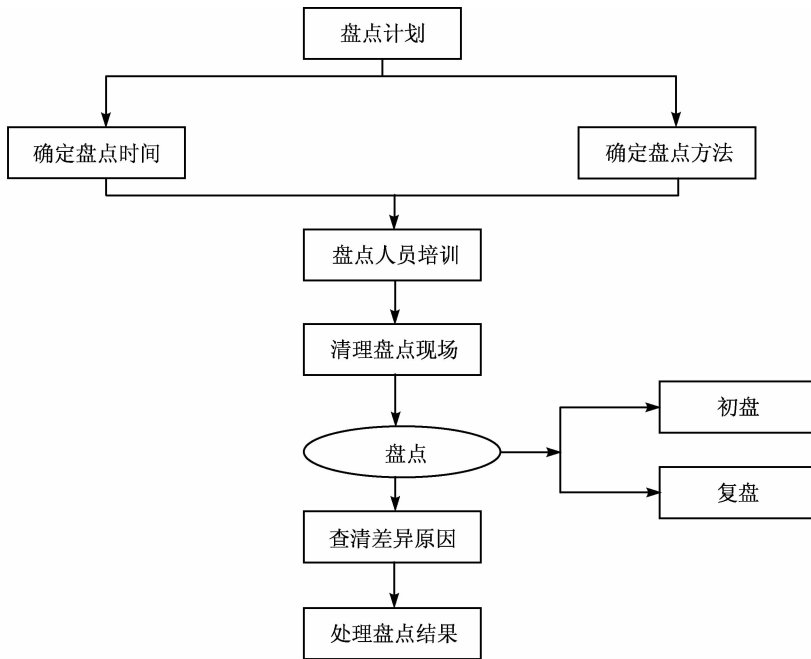 盘点计划
确定盘点时间
确定盘点方法
盘点人员培训
清理盘点现场
初盘
盘点
复盘
查清差异原因
处理盘点结果